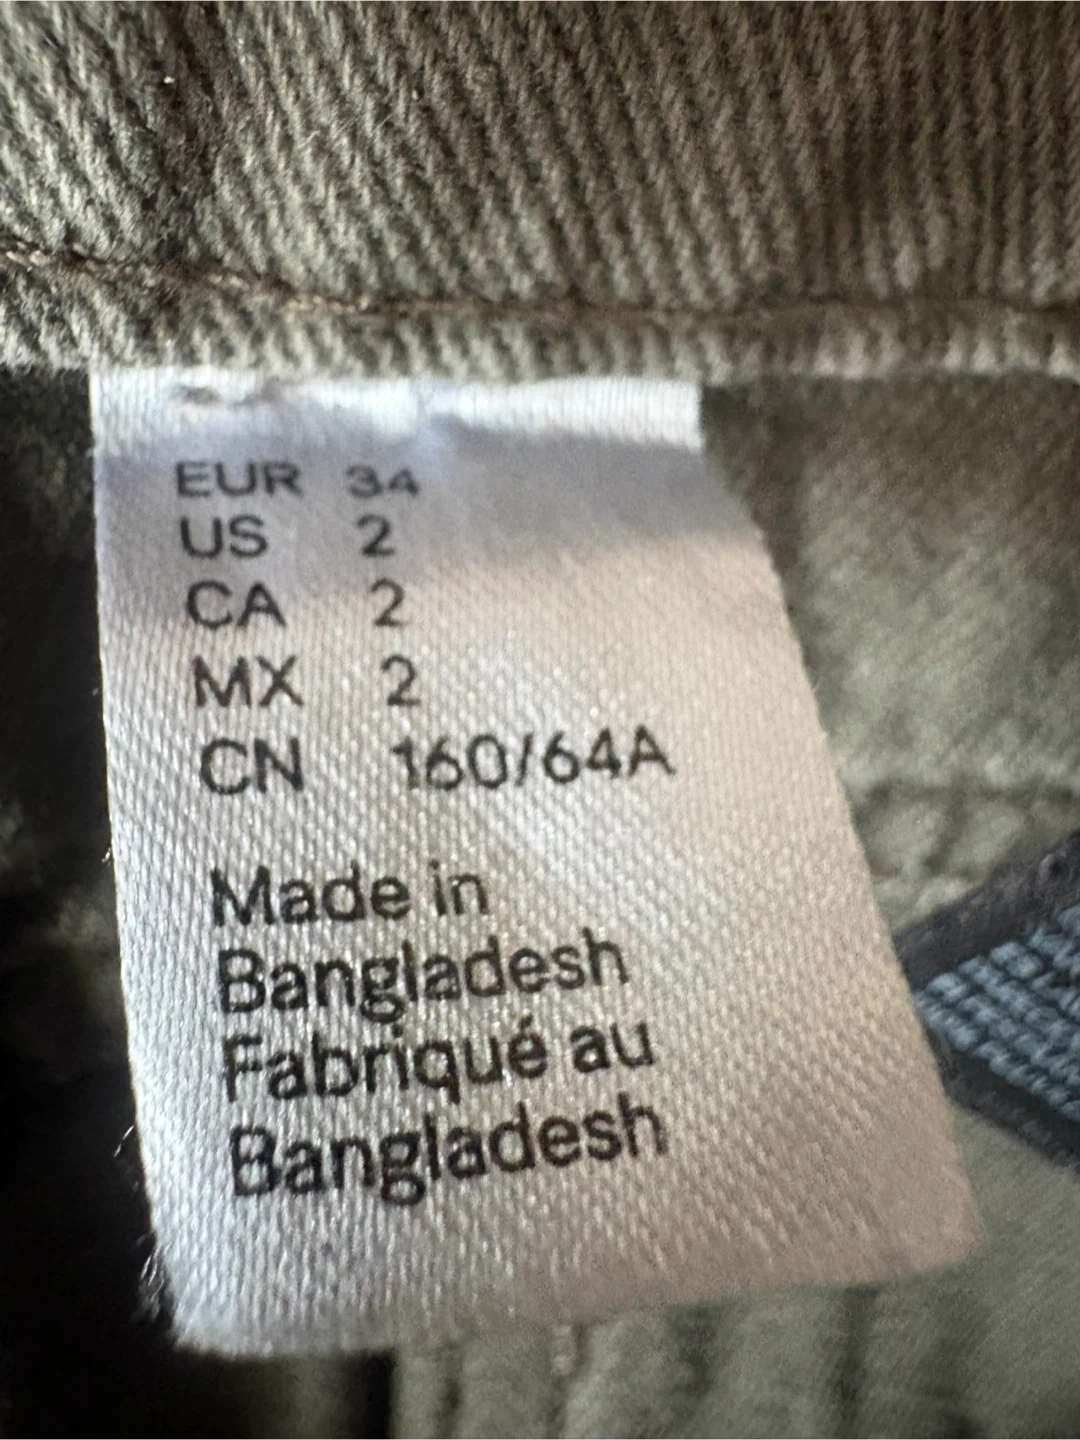 EUR 34
US 2
CA 2
MX 2
CN 160/64A
Made in
Bangladesh
Fabriqué au
Bangladesh